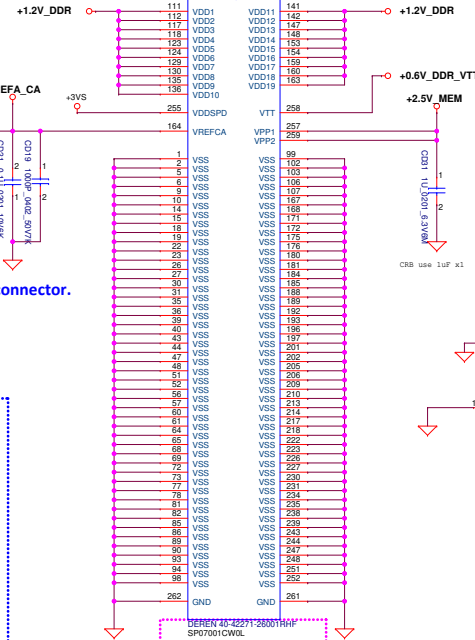 +1.2V_DDR
111 VDD1 VDD11 141
112 VDD2 VDD12 142
117 VDD3 VDD13 147
118 VDD4 VDD14 148
123 VDD5 VDD15 153
124 VDD6 VDD16 154
129 VDD7 VDD17 159
130 VDD8 VDD18 160
135 VDD9 VDD19 163
136 VDD10
+1.2V_DDR
+0.6V_DDR_VTT
+2.5V_MEM
EFA_CA
+3VS
255 VDDSPD VTT 258
164 VREFCA VPP1 257
VPP2 259
1 VSS VSS 99
2 VSS VSS 102
5 VSS VSS 103
6 VSS VSS 106
9 VSS VSS 107
10 VSS VSS 167
14 VSS VSS 168
15 VSS VSS 171
18 VSS VSS 172
19 VSS VSS 175
22 VSS VSS 176
23 VSS VSS 180
26 VSS VSS 181
27 VSS VSS 184
30 VSS VSS 185
31 VSS VSS 188
35 VSS VSS 189
36 VSS VSS 192
39 VSS VSS 193
40 VSS VSS 196
43 VSS VSS 197
44 VSS VSS 201
47 VSS VSS 202
48 VSS VSS 205
51 VSS VSS 206
52 VSS VSS 209
56 VSS VSS 210
57 VSS VSS 213
60 VSS VSS 214
61 VSS VSS 217
64 VSS VSS 218
65 VSS VSS 222
68 VSS VSS 223
69 VSS VSS 226
72 VSS VSS 227
73 VSS VSS 230
77 VSS VSS 231
78 VSS VSS 234
81 VSS VSS 235
82 VSS VSS 238
85 VSS VSS 239
86 VSS VSS 243
89 VSS VSS 244
90 VSS VSS 247
93 VSS VSS 248
94 VSS VSS 251
98 VSS VSS 252
262 GND GND 261
DEREN 40-42271-26001RHF
SP07001CW0L
CD19 100P_0402_50V7K
1
2
1
2
onnector.
CD31 1U_0201_6.3V6M
1
2
CRB use 1uF x1